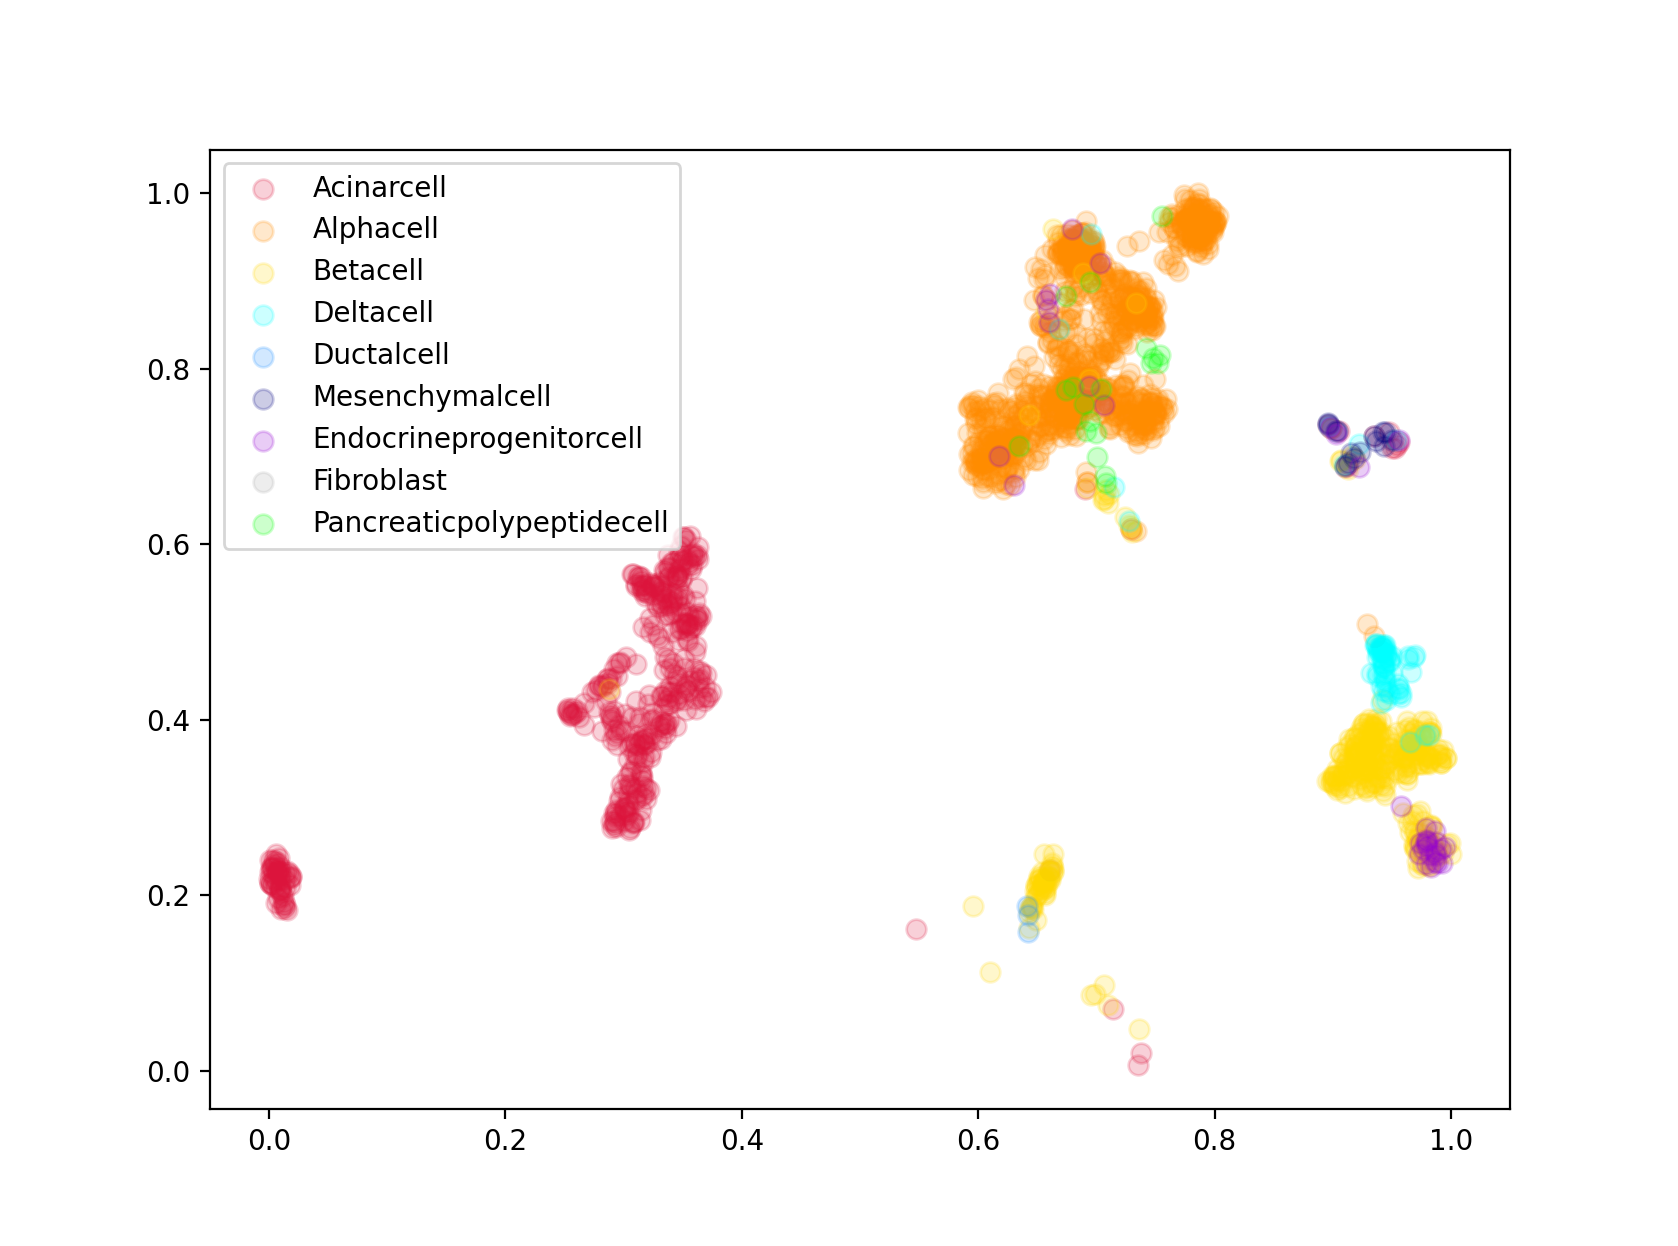 Acinarcell
Alphacell
Betacell
Deltacell
Ductalcell
Mesenchymalcell
Endocrineprogenitorcell
Fibroblast
Pancreaticpolypeptidecell
1.0
0.8
0.6
0.4
0.2
0.0
0.0 0.2 0.4 0.6 0.8 1.0